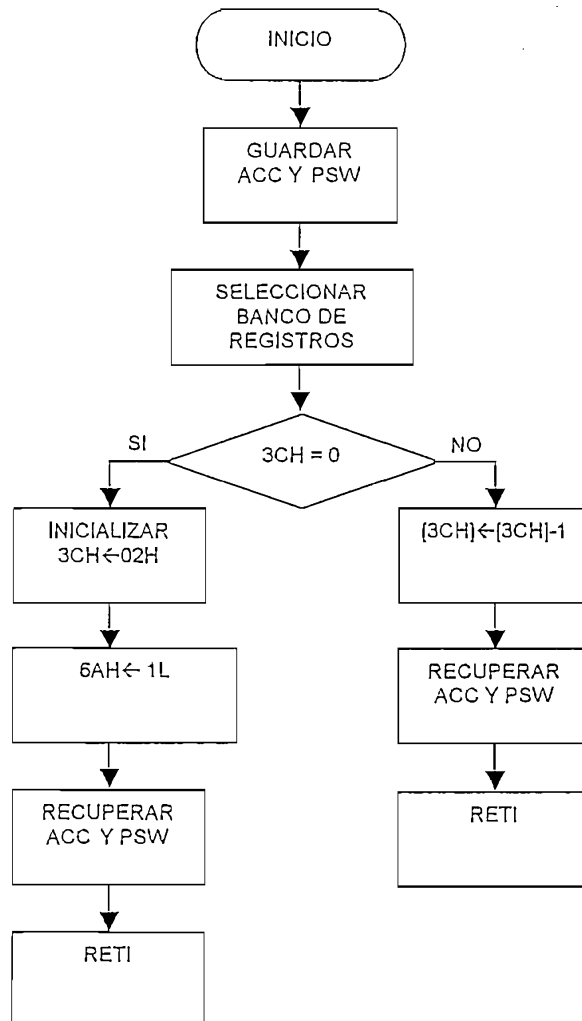 INICIO
GUARDAR
ACC Y PSW
SELECCIONAR
BANCO DE
REGISTROS
3CH = 0
SI
NO
INICIALIZAR
3CH←02H
6AH← 1L
RECUPERAR
ACC Y PSW
RETI
[3CH]←[3CH]-1
RECUPERAR
ACC Y PSW
RETI